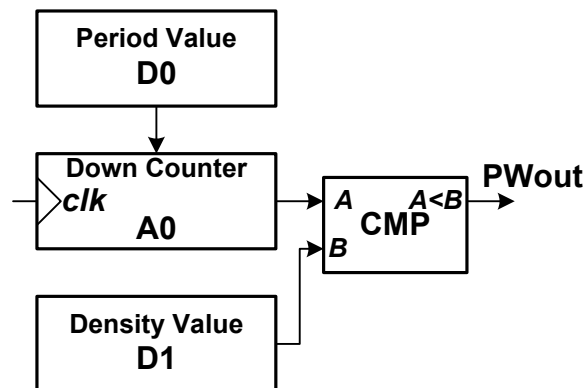 Period Value
D0
Down Counter
clk
A0
A A<B
CMP
B
PWout
Density Value
D1